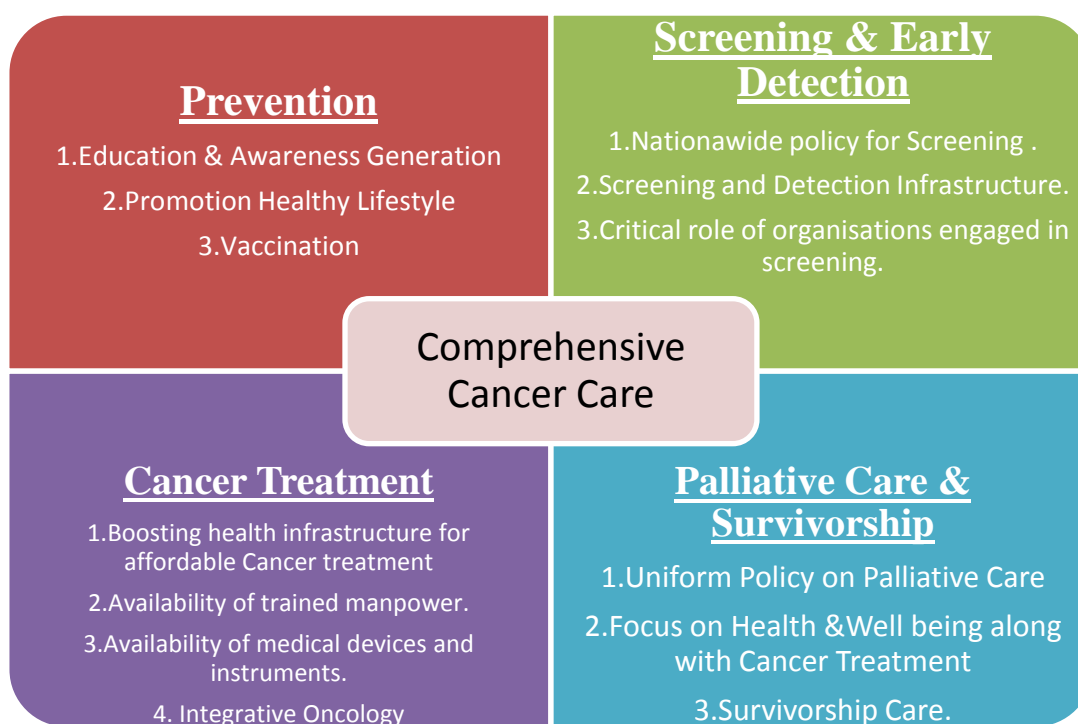 Prevention
1.Education & Awareness Generation
2.Promotion Healthy Lifestyle
3.Vaccination
Screening & Early
Detection
1.Nationawide policy for Screening .
2.Screening and Detection Infrastructure.
3.Critical role of organisations engaged in
screening.
Comprehensive
Cancer Care
Cancer Treatment
1.Boosting health infrastructure for
affordable Cancer treatment
2.Availability of trained manpower.
3.Availability of medical devices and
instruments.
4. Integrative Oncology
Palliative Care &
Survivorship
1.Uniform Policy on Palliative Care
2.Focus on Health &Well being along
with Cancer Treatment
3.Survivorship Care.